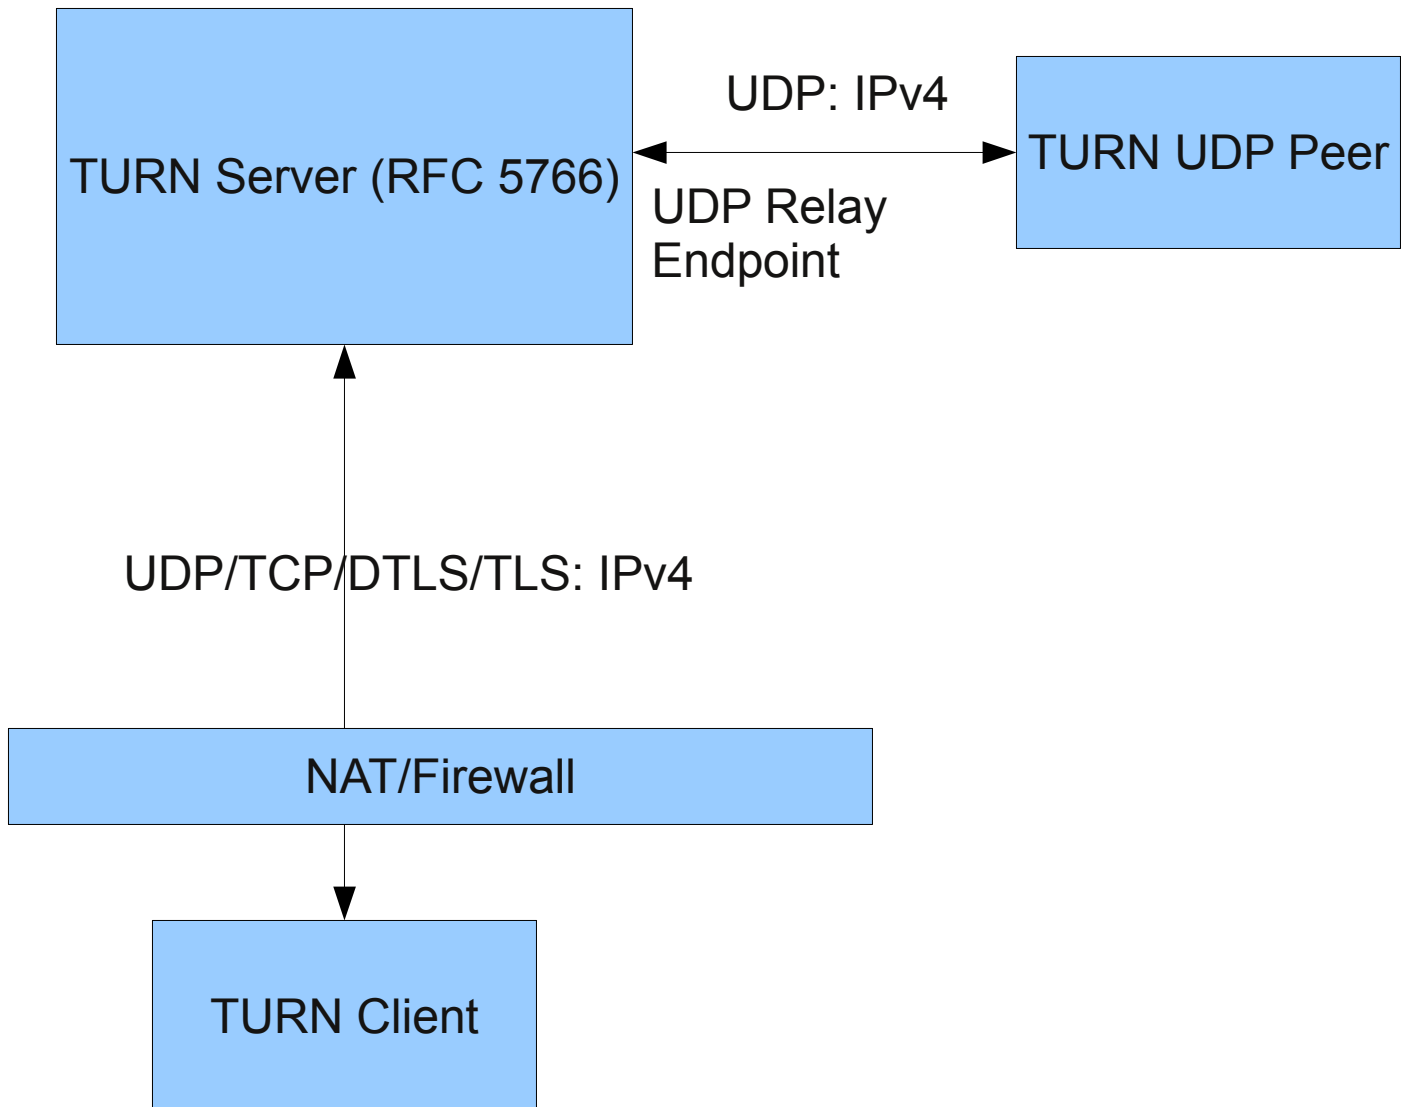 UDP: IPv4
TURN Server (RFC 5766)
TURN UDP Peer
UDP Relay
Endpoint
UDP/TCP/DTLS/TLS: IPv4
NAT/Firewall
TURN Client